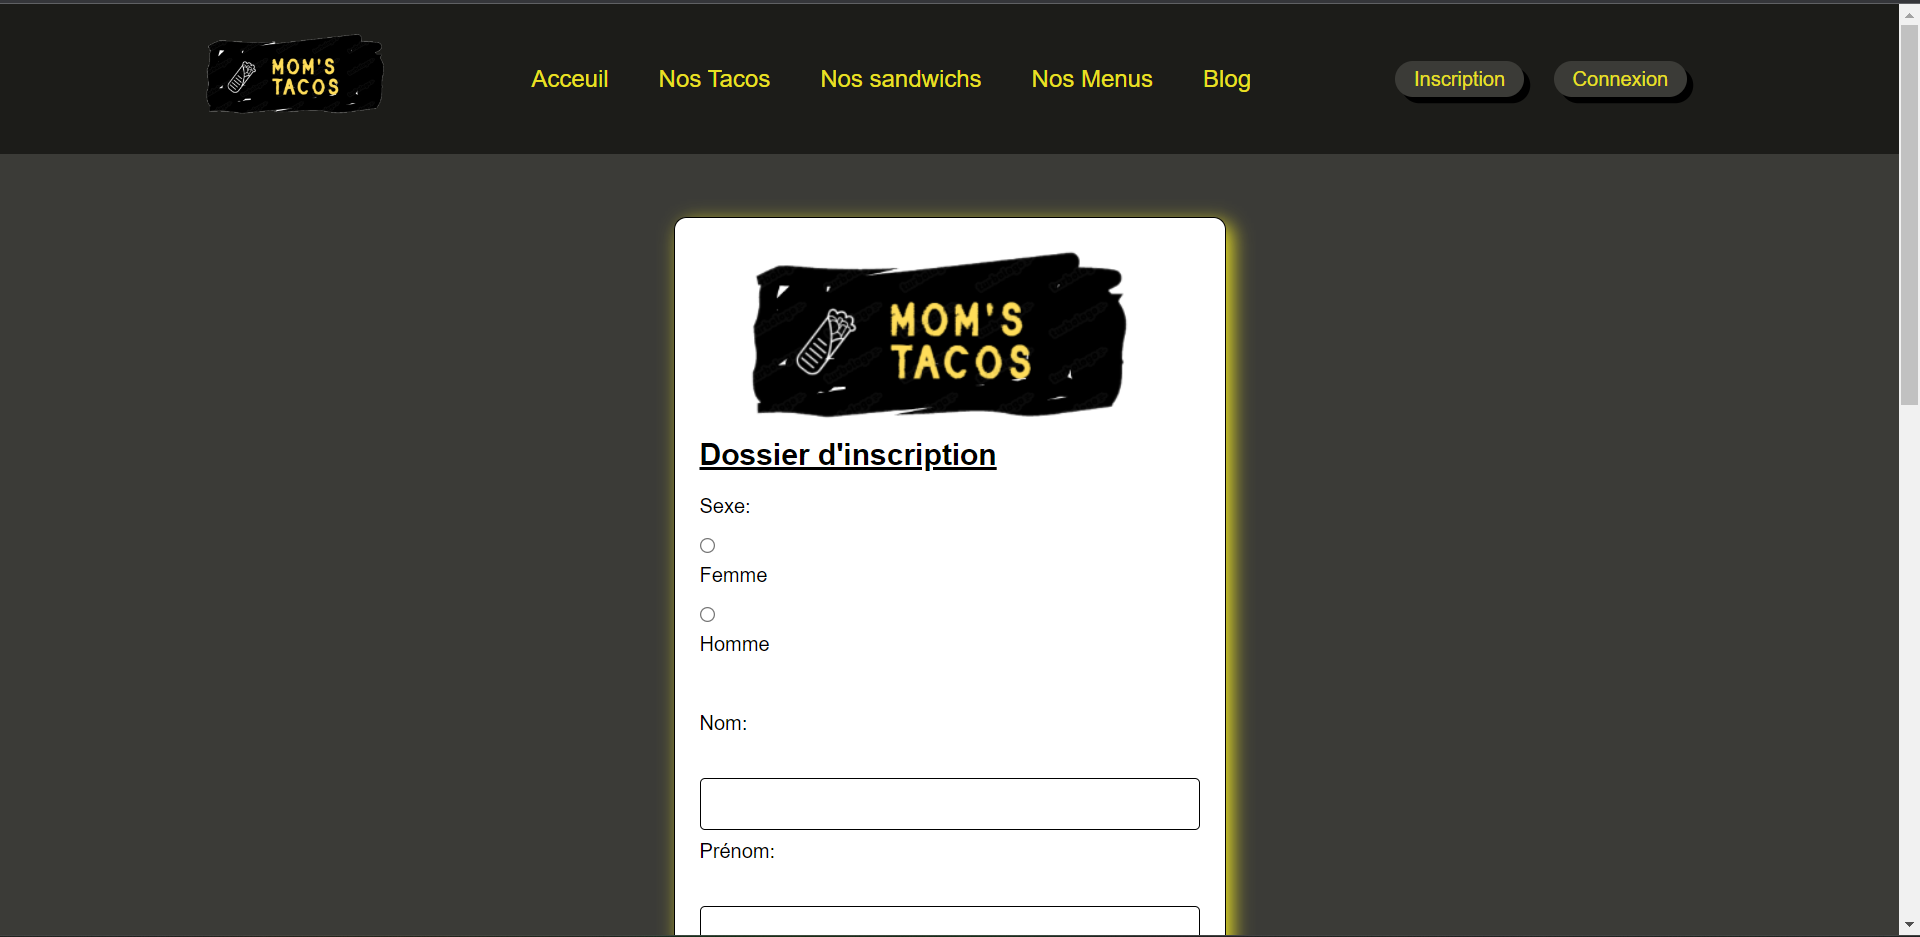 MOM'S
TACOS
Acceuil
Nos Tacos
Nos sandwichs
Nos Menus
Blog
Inscription
Connexion
MOM'S
TACOS
Dossier d'inscription
Sexe:
Femme
Homme
Nom:
Prénom: